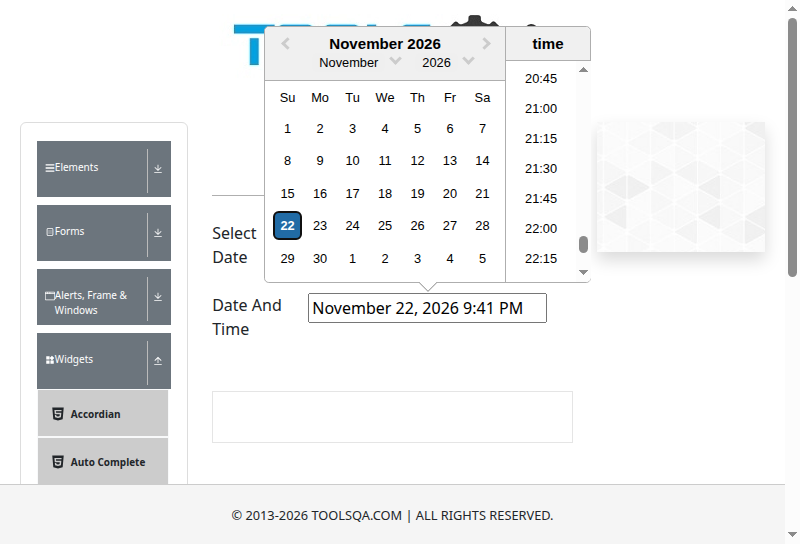 November 2026
November
2026
Su Mo Tu We Th Fr Sa
1 2 3 4 5 6 7
8 9 10 11 12 13 14
15 16 17 18 19 20 21
22 23 24 25 26 27 28
29 30 1 2 3 4 5
time
20:45
21:00
21:15
21:30
21:45
22:00
22:15
Elements
Forms
Alerts, Frame &
Windows
Widgets
Accordian
Auto Complete
Select
Date
Date And
Time
November 22, 2026 9:41 PM
© 2013-2026 TOOLSQA.COM | ALL RIGHTS RESERVED.